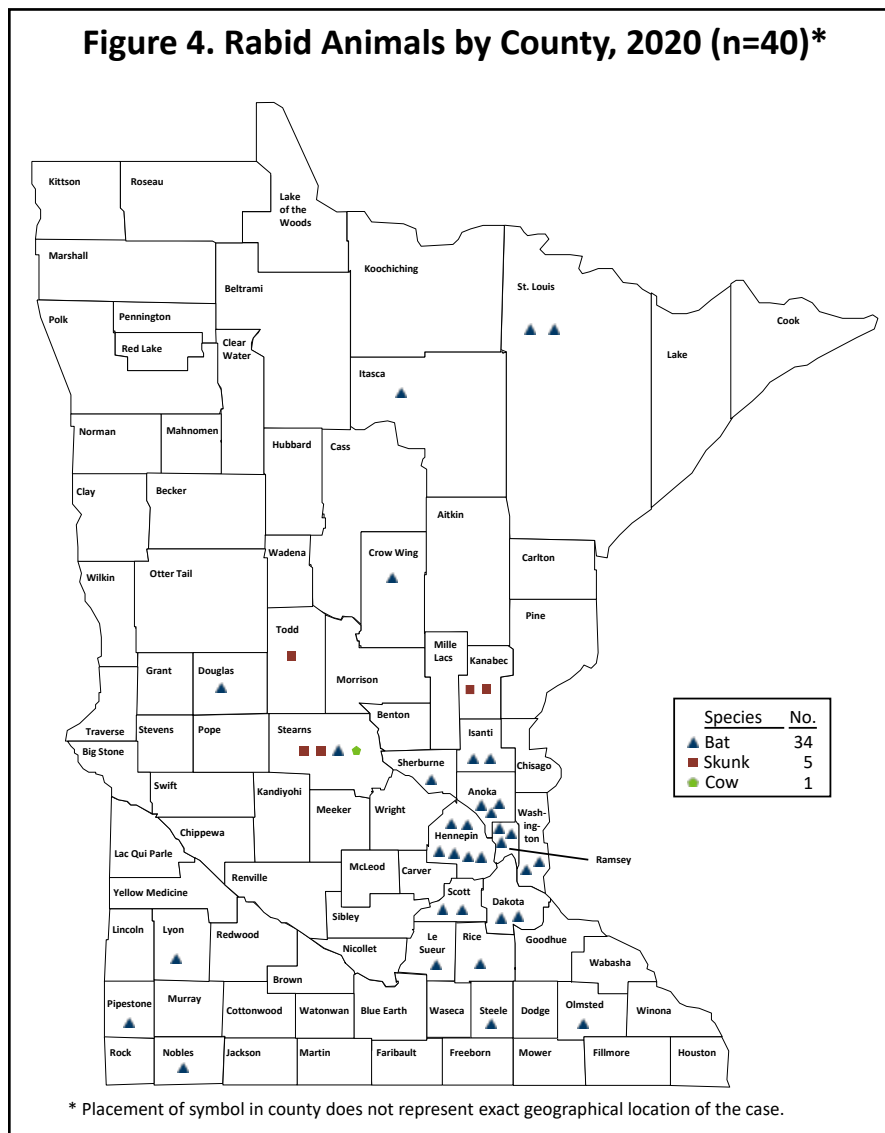 Figure 4. Rabid Animals by County, 2020 (n=40)*
Kittson
Roseau
Lake
of the
Woods
Marshall
Koochiching
Beltrami
St. Louis
Polk
Pennington
Red Lake
Clear
Water
Cook
Lake
Itasca
Norman
Mahnomen
Hubbard
Cass
Clay
Becker
Aitkin
Wadena
Crow Wing
Carlton
Wilkin
Otter Tail
Pine
Todd
Mille
Lacs
Kanabec
Grant
Douglas
Morrison
Benton
Traverse
Stevens
Pope
Stearns
Isanti
Big Stone
Sherburne
Chisago
Swift
Kandiyohi
Anoka
Meeker
Wright
Wash-
ing-
ton
Chippewa
Hennepin
Lac Qui Parle
Ramsey
Renville
McLeod
Carver
Yellow Medicine
Scott
Dakota
Sibley
Lincoln
Lyon
Redwood
Nicollet
Le
Sueur
Rice
Goodhue
Wabasha
Brown
Pipestone
Murray
Cottonwood
Watonwan
Blue Earth
Waseca
Steele
Dodge
Olmsted
Winona
Rock
Nobles
Jackson
Martin
Faribault
Freeborn
Mower
Fillmore
Houston
Species No.
Bat 34
Skunk 5
Cow 1
* Placement of symbol in county does not represent exact geographical location of the case.